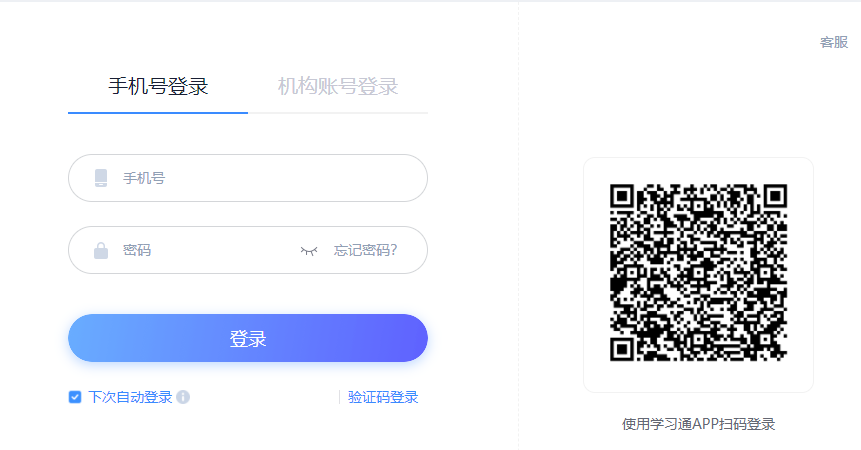 客服
手机号登录 机构账号登录
手机号
密码 忘记密码?
登录
下次自动登录 验证码登录
使用学习通APP扫码登录